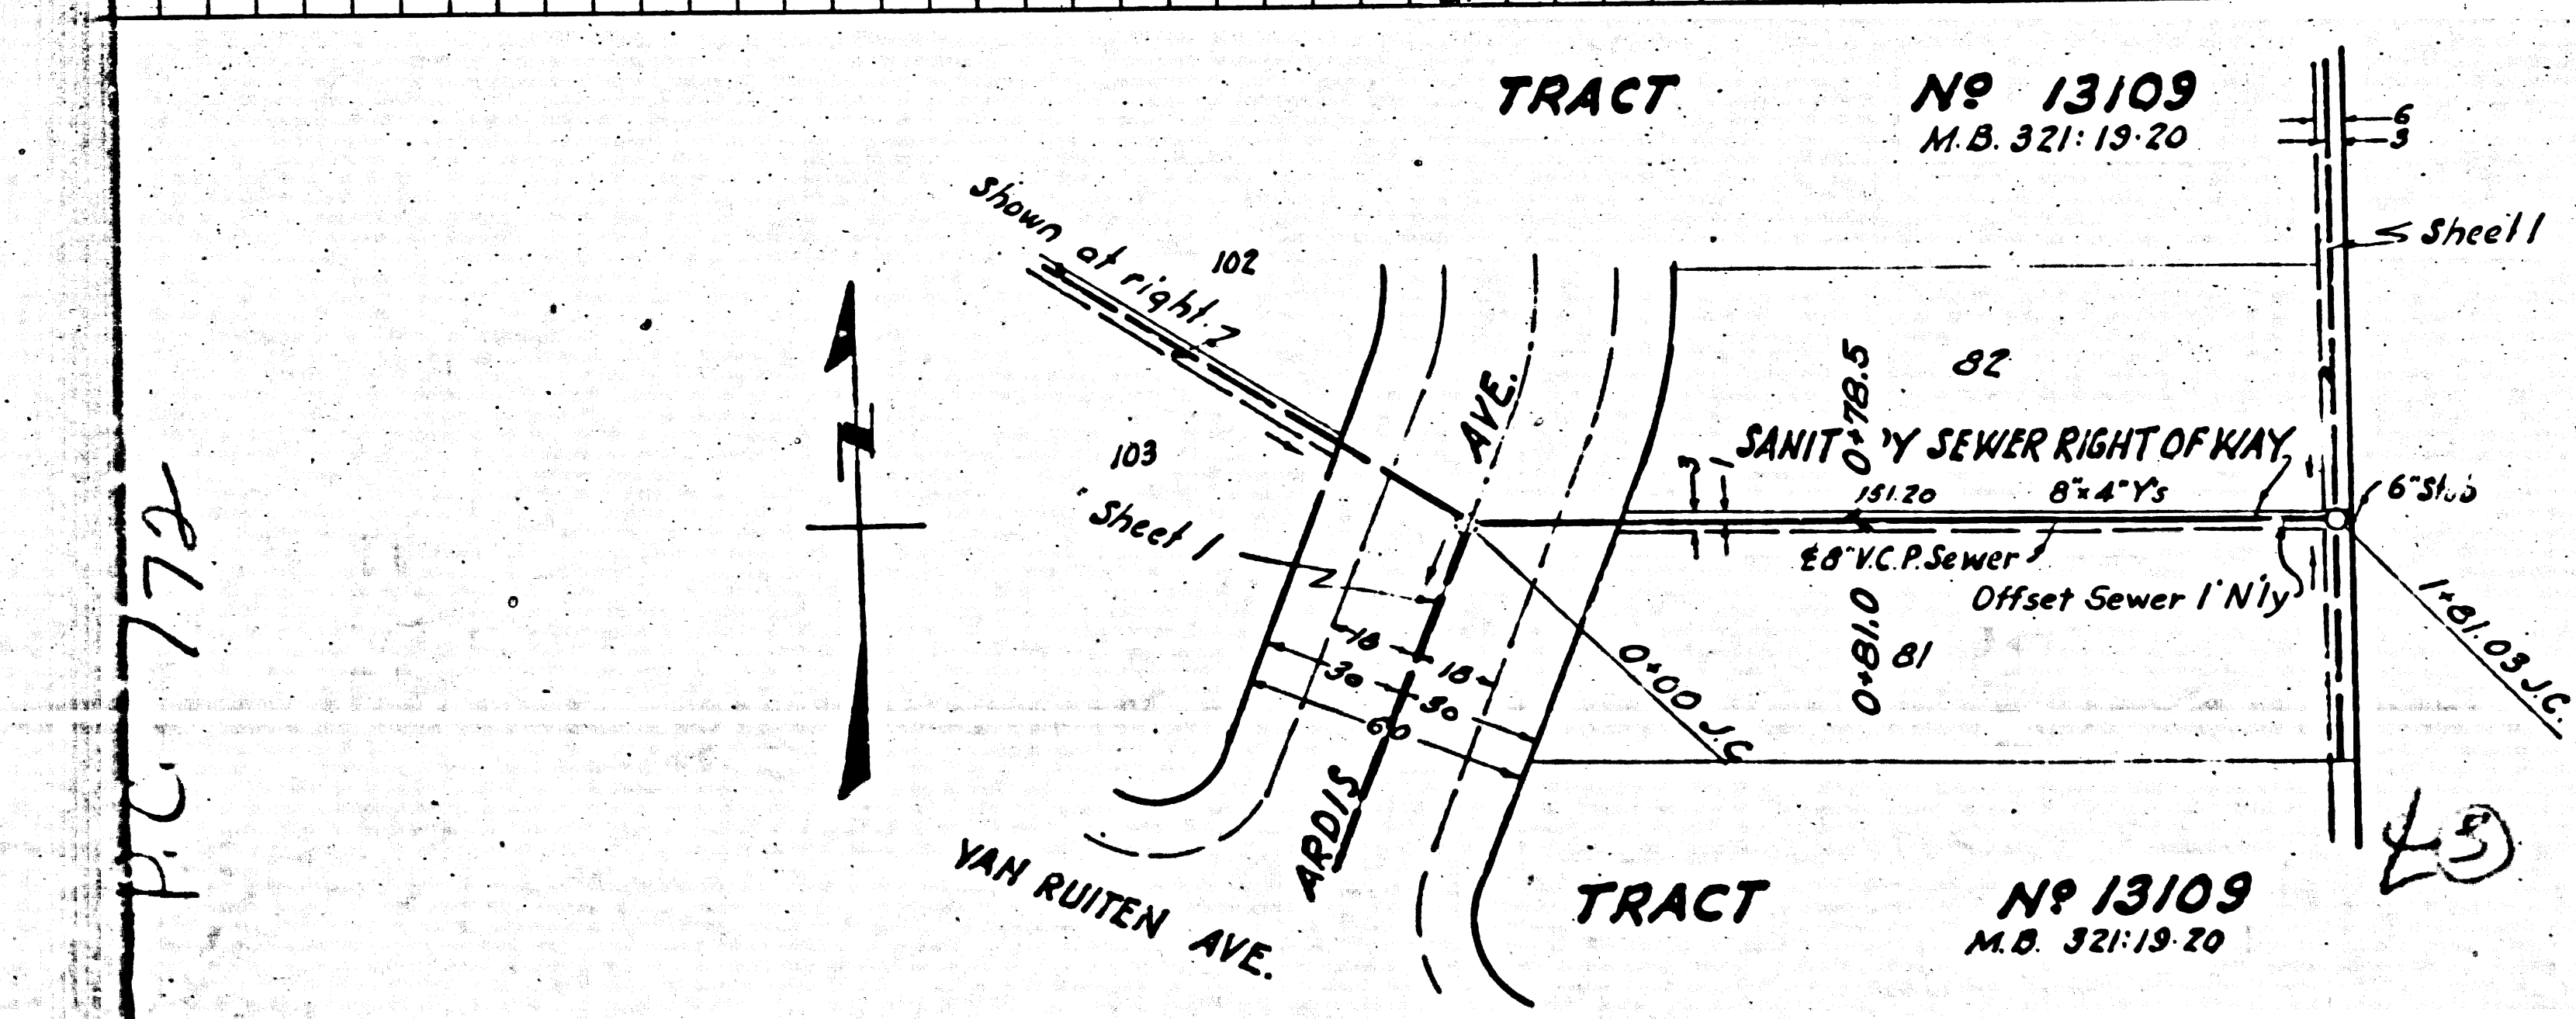 TRACT Nº 13109
M.B. 321:19·20
6
3
Shown at right.
102
Sheet 1
82
0+78.5
AVE.
103
SANIT 'Y SEWER RIGHT OF WAY
3 1
151.20
8"x4"Y's
6"Stub
N
Sheet 1
℄8"V.C.P. Sewer
Offset Sewer 1' N'ly
P.C. 772
0+81.0
81
18
18
30
30
60
0+00 J.C.
1+81.03 J.C.
ARDIS
VAN RUITEN AVE.
TRACT Nº 13109
M.B. 321:19·20